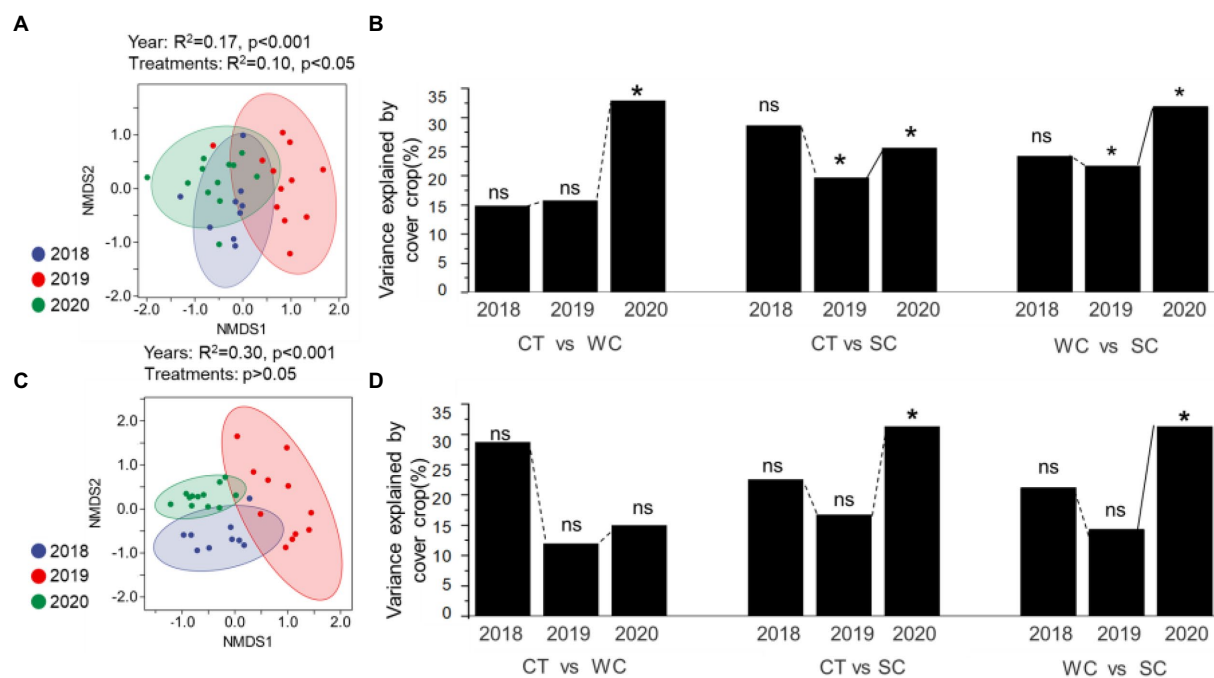 A
Year: R²=0.17, p<0.001
Treatments: R²=0.10, p<0.05
NMDS2
1.0
0.0
-1.0
-2.0
-2.0 -1.0 0.0 1.0 2.0
NMDS1
2018
2019
2020
B
Variance explained by
cover crop(%)
35
30
25
20
15
10
5
0
ns ns *
ns * *
ns * *
2018 2019 2020
2018 2019 2020
2018 2019 2020
CT vs WC
CT vs SC
WC vs SC
C
Years: R²=0.30, p<0.001
Treatments: p>0.05
NMDS2
2.0
1.0
0.0
-1.0
-2.0
-1.0 0.0 1.0 2.0
NMDS1
2018
2019
2020
D
Variance explained by
cover crop(%)
35
30
25
20
15
10
5
0
ns ns ns
ns ns *
ns ns *
2018 2019 2020
2018 2019 2020
2018 2019 2020
CT vs WC
CT vs SC
WC vs SC